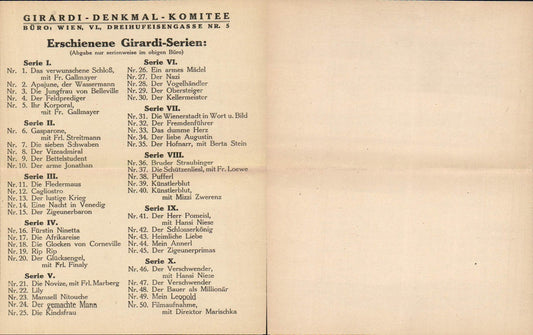 GIRARDI-DENKMAL-KOMITEE
BÜRO: WIEN, VI., DREIHUFEISENGASSE NR. 5
Erschienene Girardi-Serien:
(Abgabe nur serienweise im obigen Büro)
Serie I.
Nr. 1. Das verwunschene Schloß,
mit Fr. Gallmayer
Nr. 2. Apajune, der Wassermann
Nr. 3. Die Jungfrau von Belleville
Nr. 4. Der Feldprediger
Nr. 5. Ihr Korporal,
mit Fr. Gallmayer
Serie II.
Nr. 6. Gasparone,
mit Frl. Streitmann
Nr. 7. Die sieben Schwaben
Nr. 8. Der Vizeadmiral
Nr. 9. Der Bettelstudent
Nr. 10. Der arme Jonathan
Serie III.
Nr. 11. Die Fledermaus
Nr. 12. Cagliostro
Nr. 13. Der lustige Krieg
Nr. 14. Eine Nacht in Venedig
Nr. 15. Der Zigeunerbaron
Serie IV.
Nr. 16. Fürstin Ninetta
Nr. 17. Die Afrikareise
Nr. 18. Die Glocken von Corneville
Nr. 19. Rip Rip
Nr. 20. Der Glücksengel,
mit Frl. Finaly
Serie V.
Nr. 21. Die Novize, mit Frl. Marberg
Nr. 22. Lily
Nr. 23. Mamsell Nitouche
Nr. 24. Der gemachte Mann
Nr. 25. Die Kindsfrau
Serie VI.
Nr. 26. Ein armes Mädel
Nr. 27. Der Nazi
Nr. 28. Der Vogelhändler
Nr. 29. Der Obersteiger
Nr. 30. Der Kellermeister
Serie VII.
Nr. 31. Die Wienerstadt in Wort u. Bild
Nr. 32. Der Fremdenführer
Nr. 33. Das dumme Herz
Nr. 34. Der liebe Augustin
Nr. 35. Der Hofnarr, mit Berta Stein
Serie VIII.
Nr. 36. Bruder Straubinger
Nr. 37. Die Schützenliesl, mit Fr. Loewe
Nr. 38. Pufferl
Nr. 39. Künstlerblut
Nr. 40. Künstlerblut,
mit Mizzi Zwerenz
Serie IX.
Nr. 41. Der Herr Pomeisl,
mit Hansi Niese
Nr. 42. Der Schlosserkönig
Nr. 43. Heimliche Liebe
Nr. 44. Mein Annerl
Nr. 45. Der Zigeunerprimas
Serie X.
Nr. 46. Der Verschwender,
mit Hansi Niese
Nr. 47. Der Verschwender
Nr. 48. Der Bauer als Millionär
Nr. 49. Mein Leopold
Nr. 50. Filmaufnahme,
mit Direktor Marischka